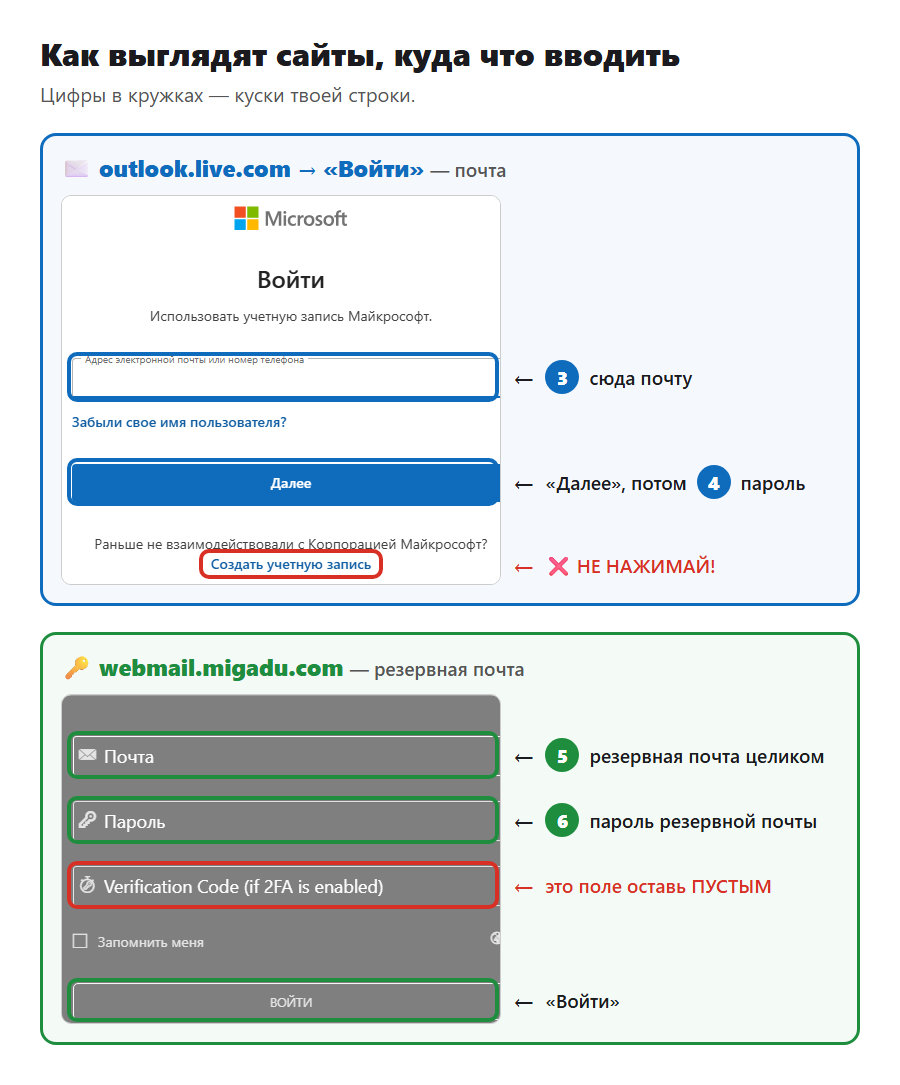 Как выглядят сайты, куда что вводить
Цифры в кружках — куски твоей строки.
outlook.live.com → «Войти» — почта
Microsoft
Войти
Использовать учетную запись Майкрософт.
Адрес электронной почты или номер телефона
← 3 сюда почту
Забыли свое имя пользователя?
Далее
← «Далее», потом 4 пароль
Раньше не взаимодействовали с Корпорацией Майкрософт?
Создать учетную запись
← ❌ НЕ НАЖИМАЙ!
webmail.migadu.com — резервная почта
Почта
← 5 резервная почта целиком
Пароль
← 6 пароль резервной почты
Verification Code (if 2FA is enabled)
← это поле оставь ПУСТЫМ
Запомнить меня
ВОЙТИ
← «Войти»